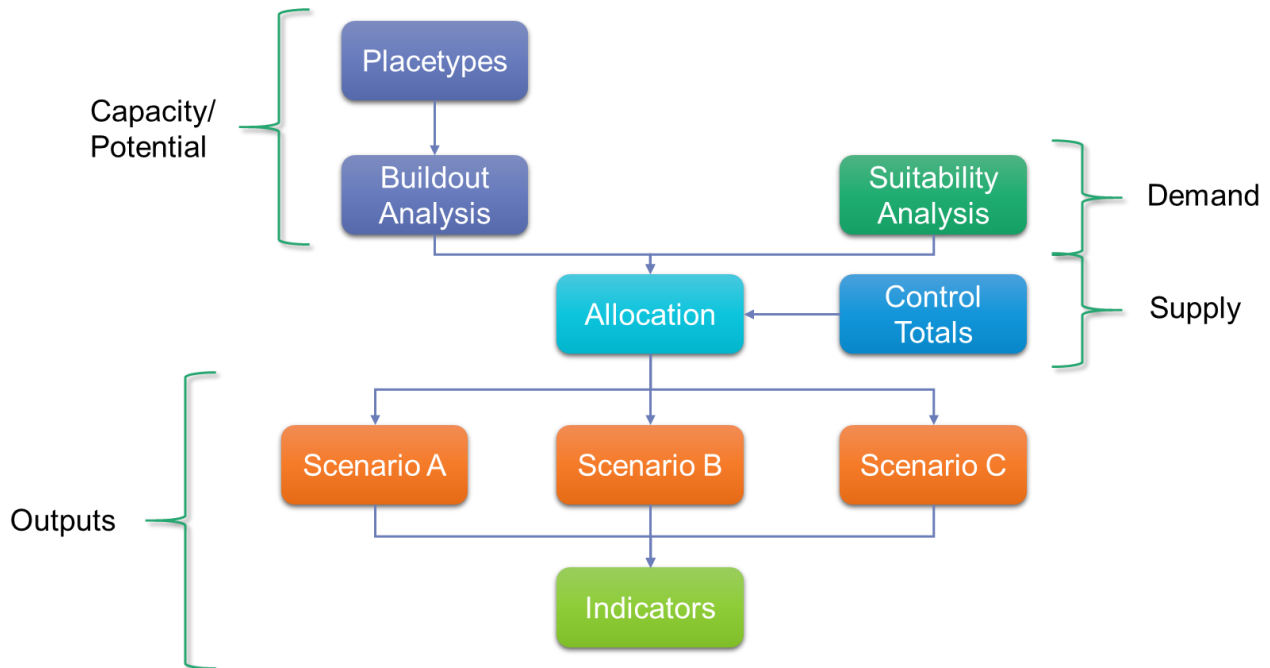 Placetypes
Capacity/
Potential
Buildout
Analysis
Suitability
Analysis
Demand
Allocation
Control
Totals
Supply
Scenario A
Scenario B
Scenario C
Outputs
Indicators